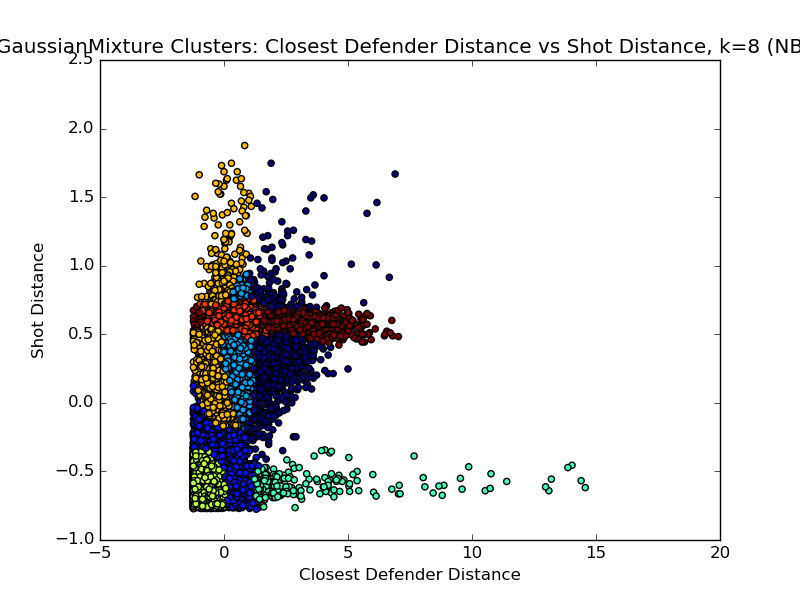 GaussianMixture Clusters: Closest Defender Distance vs Shot Distance, k=8 (NB
2.5
2.0
1.5
1.0
0.5
0.0
−0.5
−1.0
Shot Distance
−5 0 5 10 15 20
Closest Defender Distance